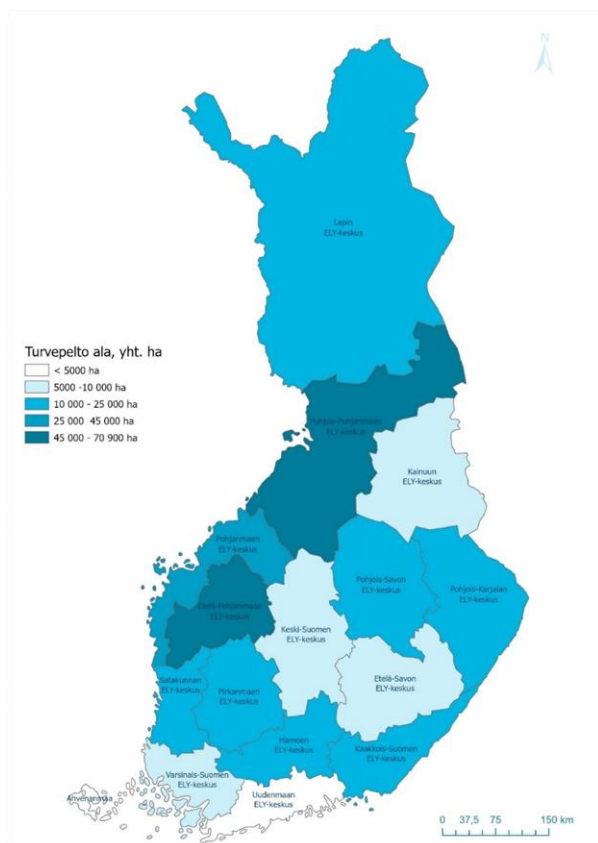 N
Lapin
ELY-keskus
Turvepelto ala, yht. ha
< 5000 ha
5000 -10 000 ha
10 000 - 25 000 ha
25 000 45 000 ha
45 000 - 70 900 ha
Pohjois-Pohjanmaan
ELY-keskus
Kainuun
ELY-keskus
Pohjanmaan
ELY-keskus
Pohjois-Savon
ELY-keskus
Pohjois-Karjalan
ELY-keskus
Etelä-Pohjanmaan
ELY-keskus
Keski-Suomen
ELY-keskus
Etelä-Savon
ELY-keskus
Satakunnan
ELY-keskus
Pirkanmaan
ELY-keskus
Hämeen
ELY-keskus
Kaakkois-Suomen
ELY-keskus
Varsinais-Suomen
ELY-keskus
Ahvenanmaa
Uudenmaan
ELY-keskus
0 37,5 75 150 km